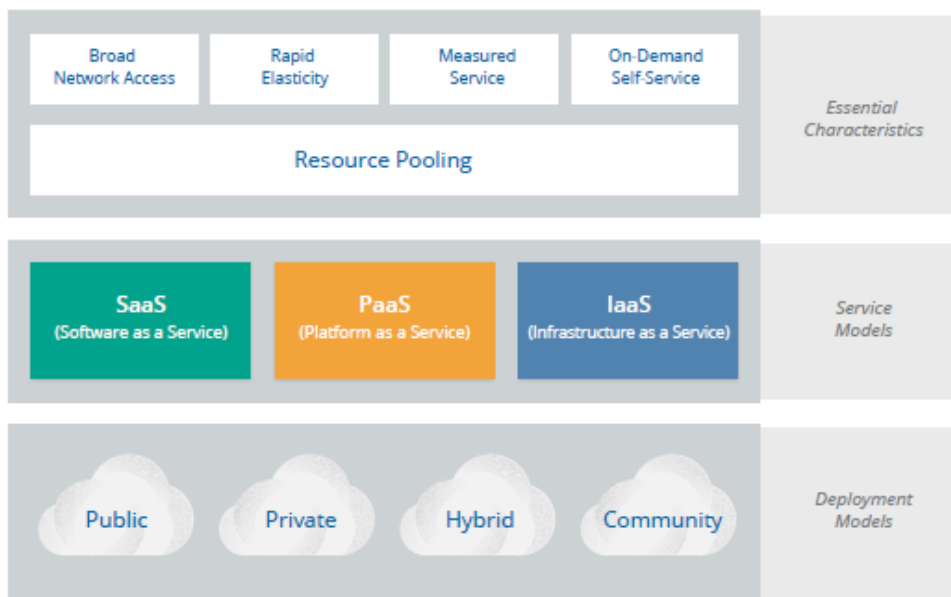 Broad
Network Access
Rapid
Elasticity
Measured
Service
On-Demand
Self-Service
Resource Pooling
Essential
Characteristics
SaaS
(Software as a Service)
PaaS
(Platform as a Service)
IaaS
(Infrastructure as a Service)
Service
Models
Public
Private
Hybrid
Community
Deployment
Models